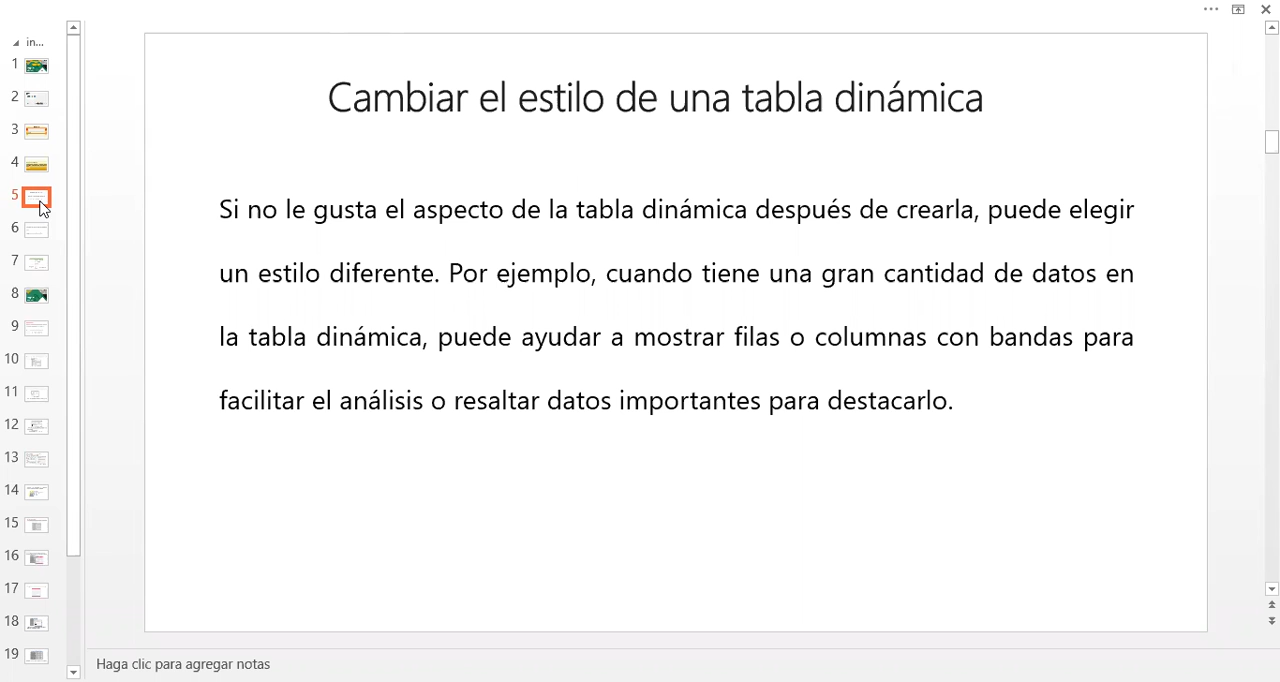 in...
1
2
3
4
5
6
7
8
9
10
11
12
13
14
15
16
17
18
19
Cambiar el estilo de una tabla dinámica
Si no le gusta el aspecto de la tabla dinámica después de crearla, puede elegir
un estilo diferente. Por ejemplo, cuando tiene una gran cantidad de datos en
la tabla dinámica, puede ayudar a mostrar filas o columnas con bandas para
facilitar el análisis o resaltar datos importantes para destacarlo.
Haga clic para agregar notas